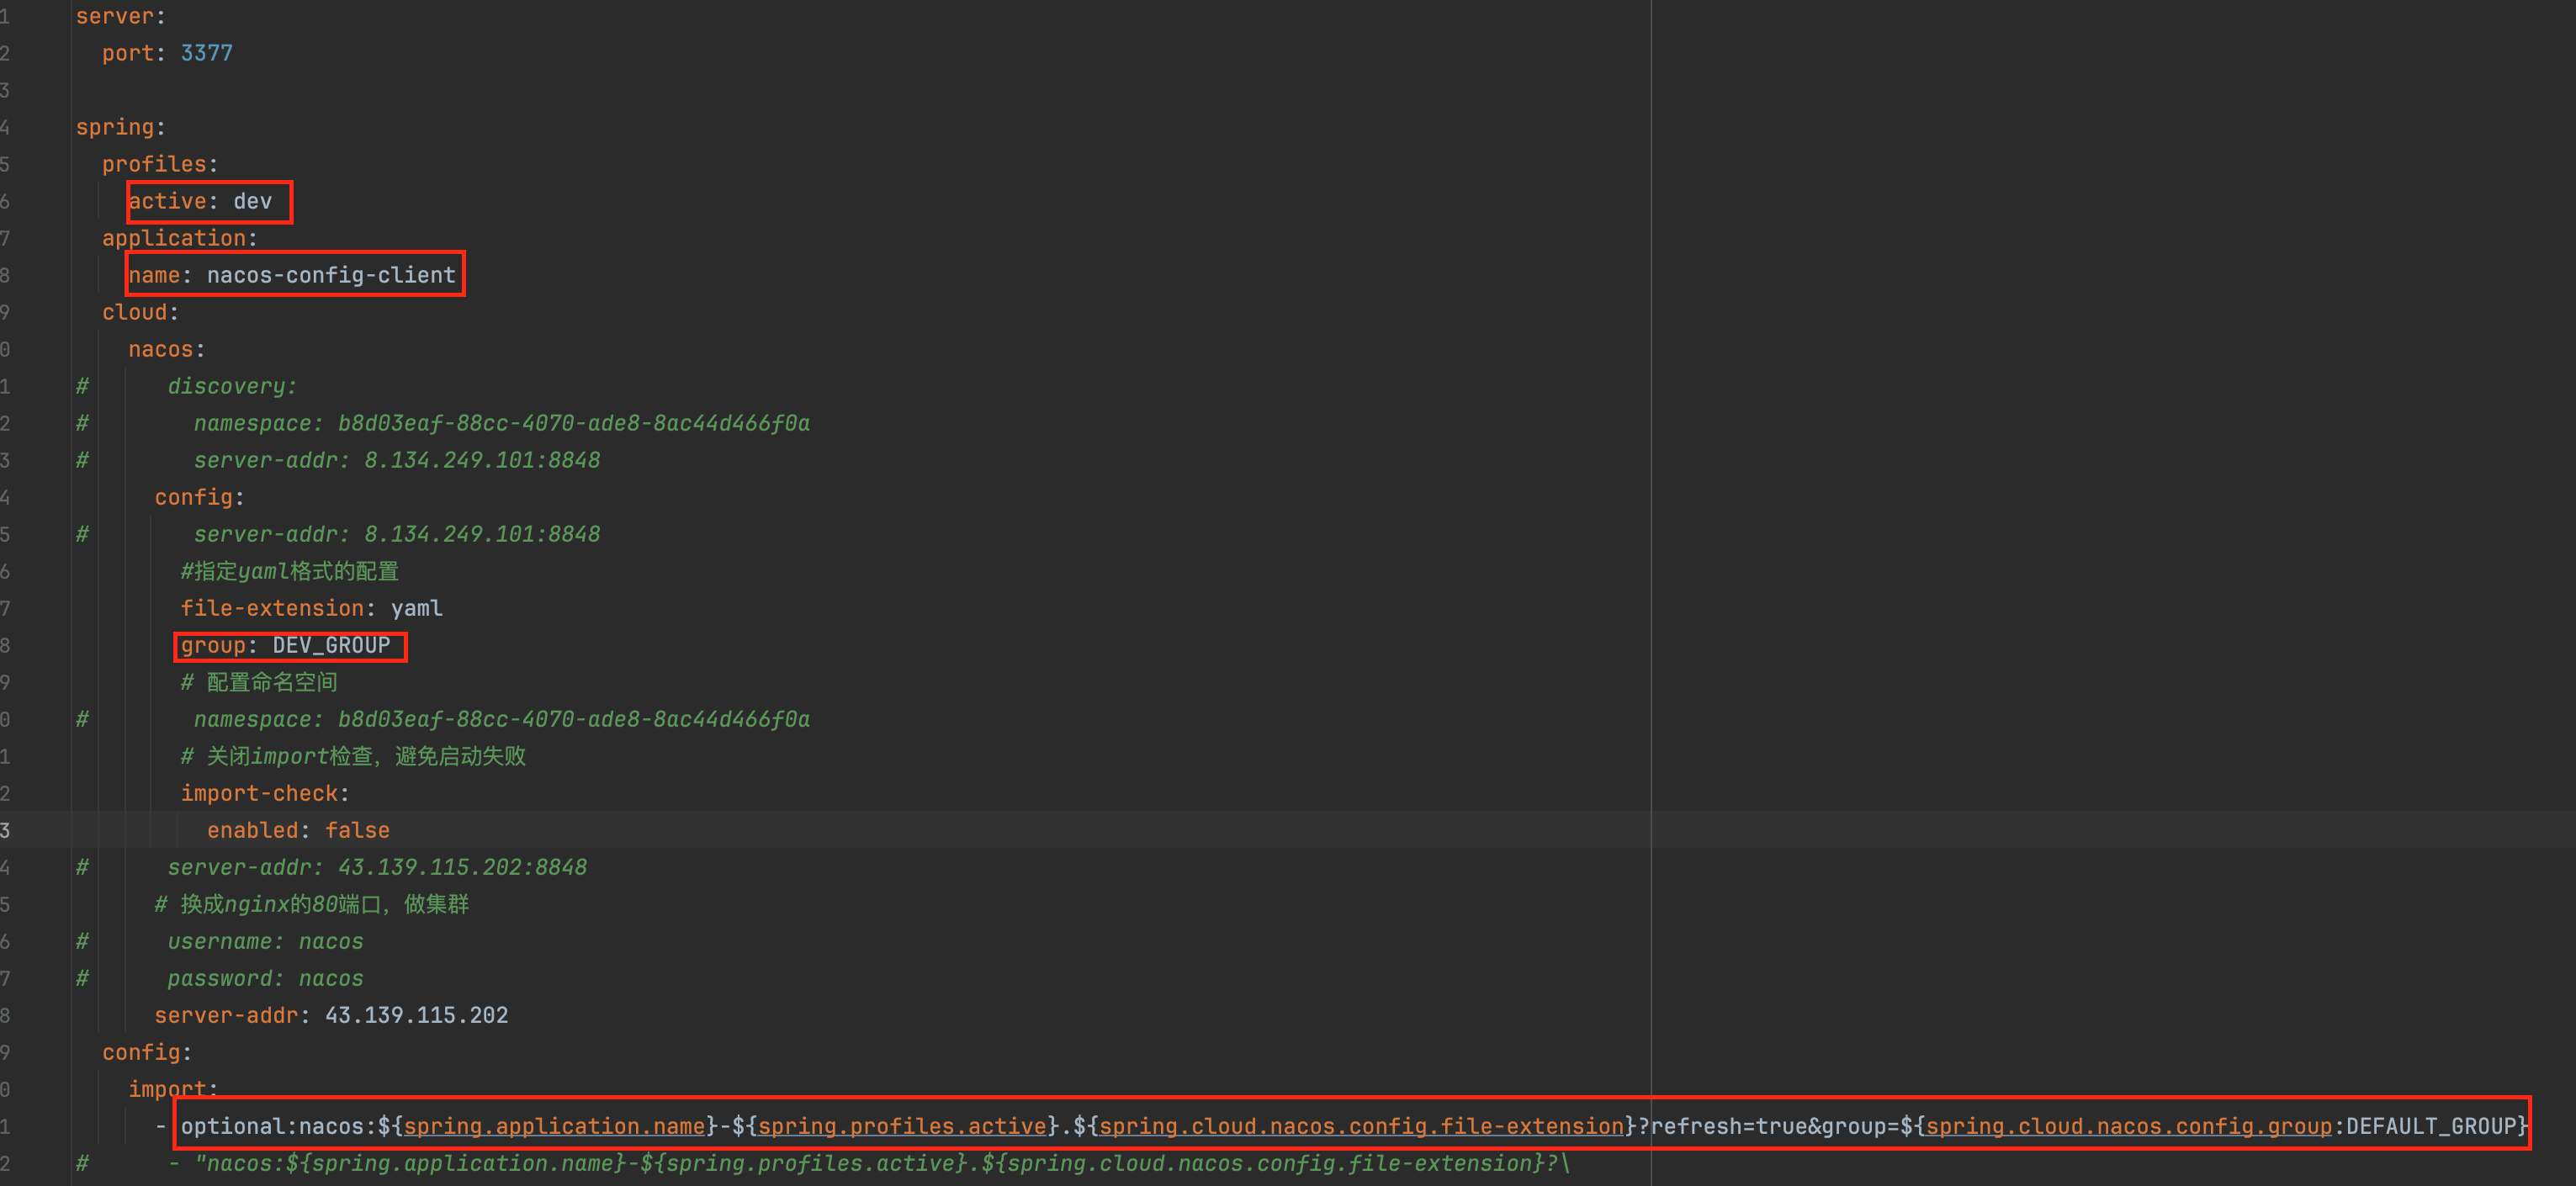 1 server:
2   port: 3377
3
4 spring:
5   profiles:
6     active: dev
7   application:
8     name: nacos-config-client
9   cloud:
0     nacos:
1 #      discovery:
2 #        namespace: b8d03eaf-88cc-4070-ade8-8ac44d466f0a
3 #        server-addr: 8.134.249.101:8848
4       config:
5 #        server-addr: 8.134.249.101:8848
6         #指定yaml格式的配置
7         file-extension: yaml
8         group: DEV_GROUP
9         # 配置命名空间
0 #        namespace: b8d03eaf-88cc-4070-ade8-8ac44d466f0a
1         # 关闭import检查，避免启动失败
2         import-check:
3           enabled: false
4 #      server-addr: 43.139.115.202:8848
5       # 换成nginx的80端口，做集群
6 #      username: nacos
7 #      password: nacos
8       server-addr: 43.139.115.202
9   config:
0     import:
1       - optional:nacos:${spring.application.name}-${spring.profiles.active}.${spring.cloud.nacos.config.file-extension}?refresh=true&group=${spring.cloud.nacos.config.group:DEFAULT_GROUP}
2 #      - "nacos:${spring.application.name}-${spring.profiles.active}.${spring.cloud.nacos.config.file-extension}?\